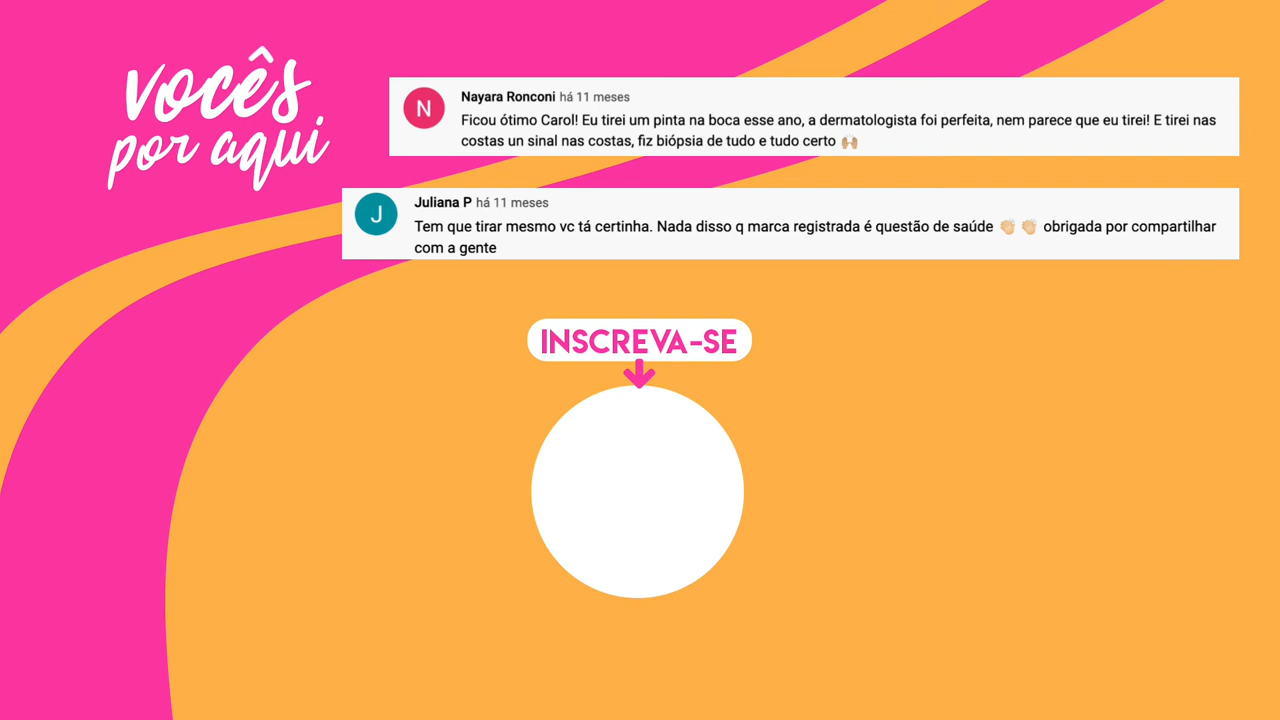 vocês
por aqui
N
Nayara Ronconi há 11 meses
Ficou ótimo Carol! Eu tirei um pinta na boca esse ano, a dermatologista foi perfeita, nem parece que eu tirei! E tirei nas
costas un sinal nas costas, fiz biópsia de tudo e tudo certo 🙌🏼
J
Juliana P há 11 meses
Tem que tirar mesmo vc tá certinha. Nada disso q marca registrada é questão de saúde 👏🏻 👏🏻 obrigada por compartilhar
com a gente
INSCREVA-SE